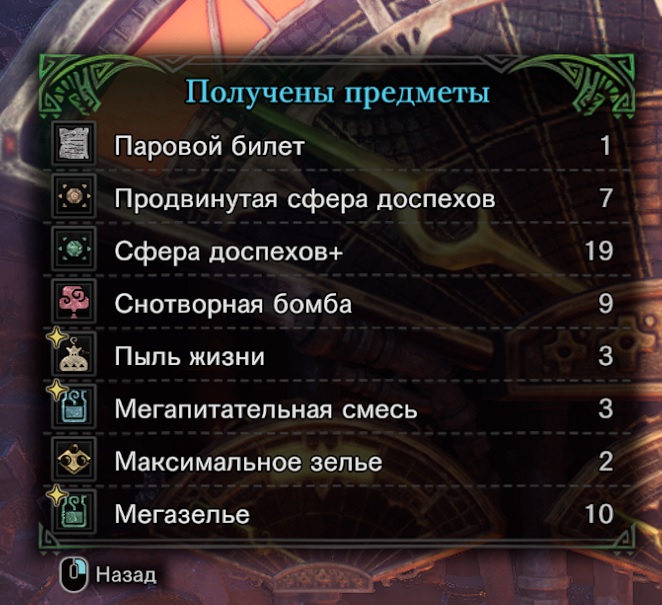 Получены предметы
Паровой билет 1
Продвинутая сфера доспехов 7
Сфера доспехов+ 19
Снотворная бомба 9
Пыль жизни 3
Мегапитательная смесь 3
Максимальное зелье 2
Мегазелье 10
Назад